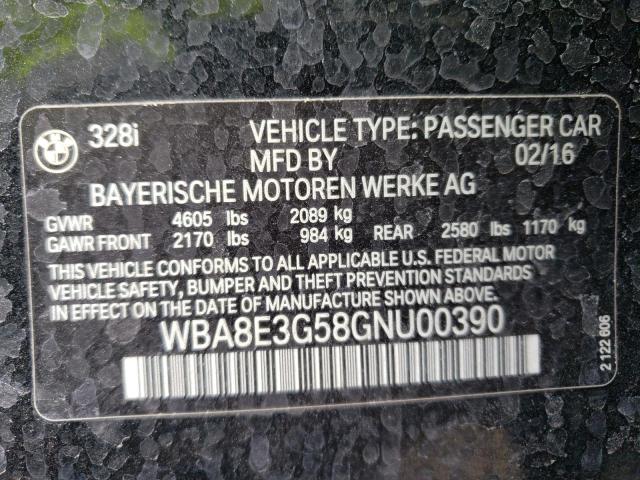 328i VEHICLE TYPE: PASSENGER CAR
MFD BY 02/16
BAYERISCHE MOTOREN WERKE AG
GVWR 4605 lbs 2089 kg
GAWR FRONT 2170 lbs 984 kg REAR 2580 lbs 1170 kg
THIS VEHICLE CONFORMS TO ALL APPLICABLE U.S. FEDERAL MOTOR
VEHICLE SAFETY, BUMPER AND THEFT PREVENTION STANDARDS
IN EFFECT ON THE DATE OF MANUFACTURE SHOWN ABOVE.
WBA8E3G58GNU00390
2 122 606